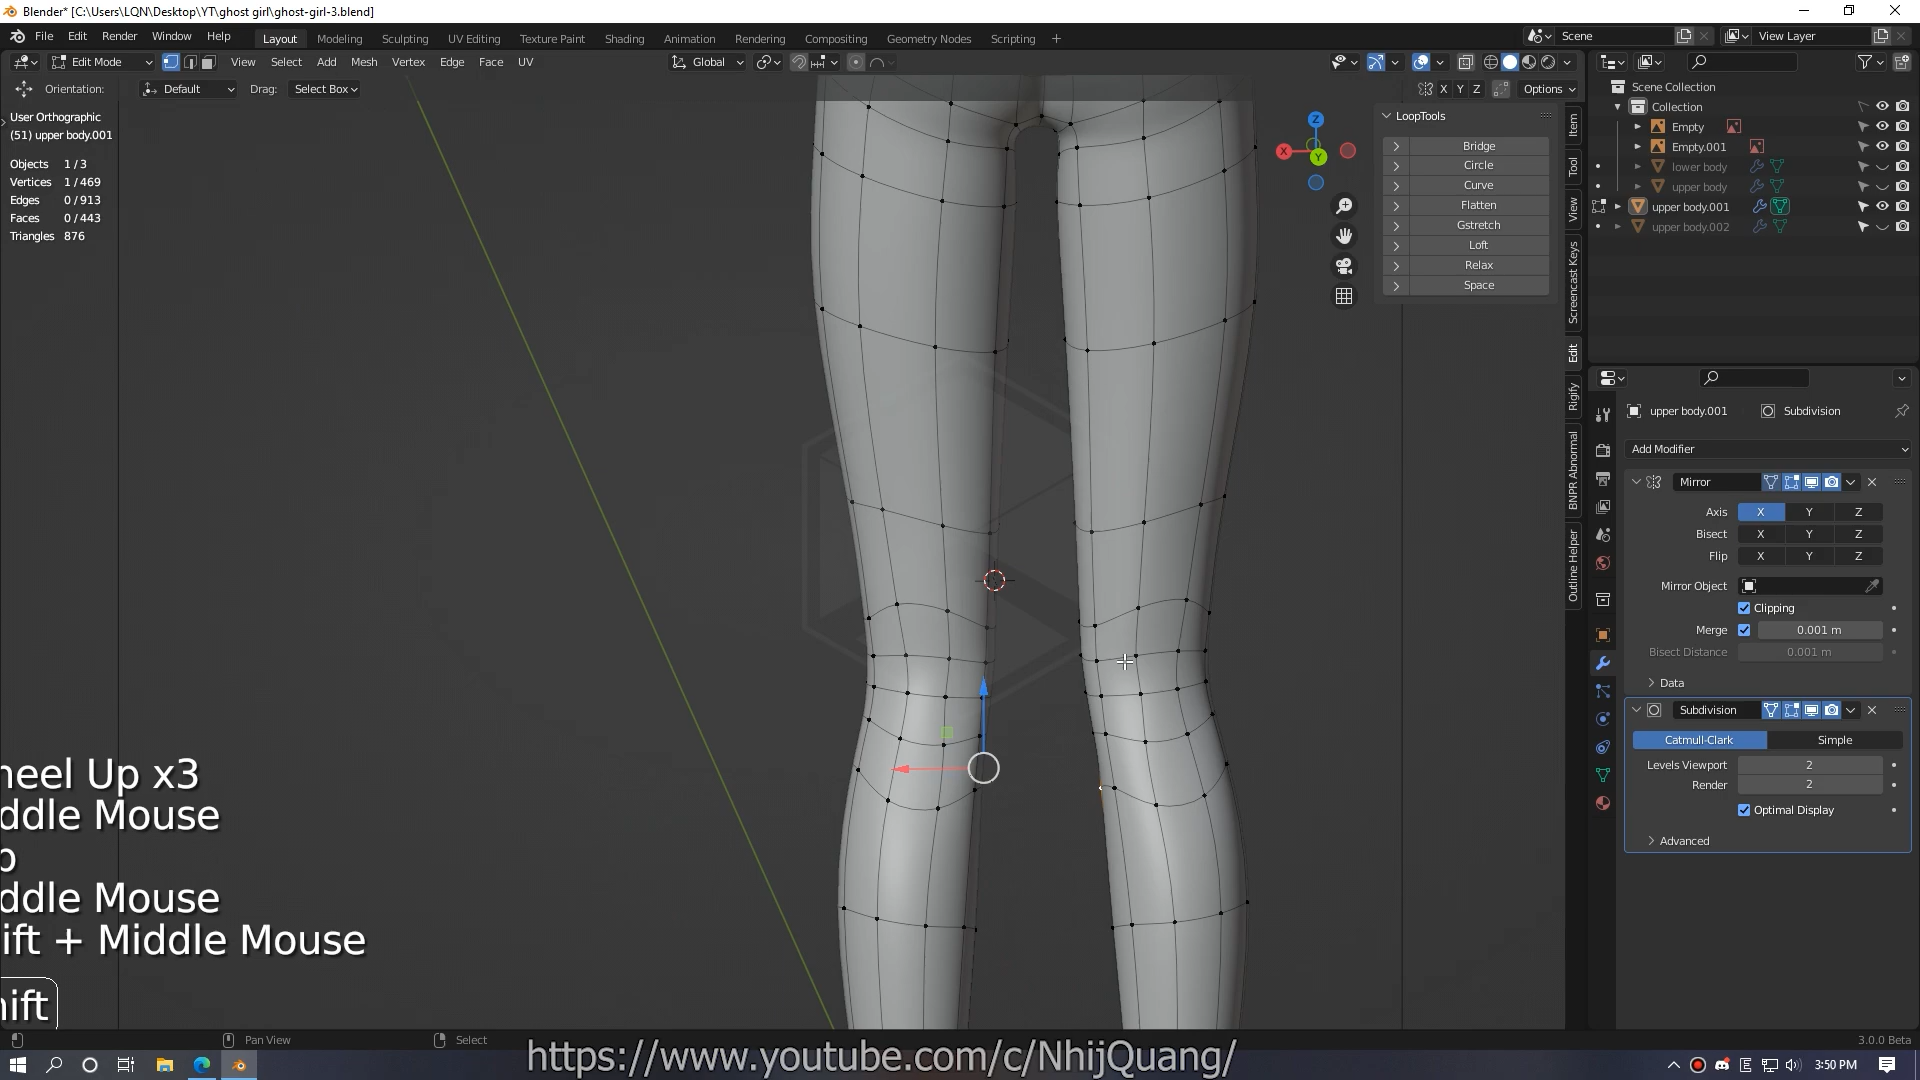 Blender* [C:\Users\LQN\Desktop\YT\ghost girl\ghost-girl-3.blend]
File Edit Render Window Help Layout Modeling Sculpting UV Editing Texture Paint Shading Animation Rendering Compositing Geometry Nodes Scripting + Scene View Layer
Edit Mode View Select Add Mesh Vertex Edge Face UV Global
Orientation: Default Drag: Select Box X Y Z Options
User Orthographic
(51) upper body.001
Objects 1/3
Vertices 1/469
Edges 0/913
Faces 0/443
Triangles 876
Z
X
Y
LoopTools
Bridge
Circle
Curve
Flatten
Gstretch
Loft
Relax
Space
Item
Tool
View
Screencast Keys
Edit
Rigify
BNPR Abnormal
Outline Helper
Scene Collection
Collection
Empty
Empty.001
lower body
upper body
upper body.001
upper body.002
upper body.001 Subdivision
Add Modifier
Mirror
Axis X Y Z
Bisect X Y Z
Flip X Y Z
Mirror Object
Clipping
Merge 0.001 m
Bisect Distance 0.001 m
Data
Subdivision
Catmull-Clark Simple
Levels Viewport 2
Render 2
Optimal Display
Advanced
heel Up x3
ddle Mouse
p
ddle Mouse
ift + Middle Mouse
ift
Pan View Select 3.0.0 Beta
https://www.youtube.com/c/NhijQuang/
3:50 PM